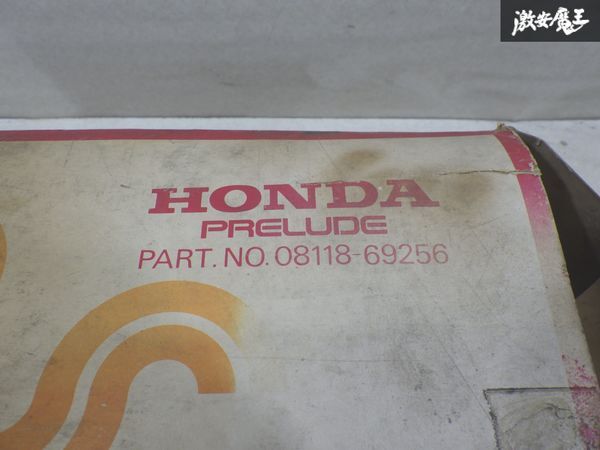 激安魔王
HONDA
PRELUDE
PART. NO. 08118-69256